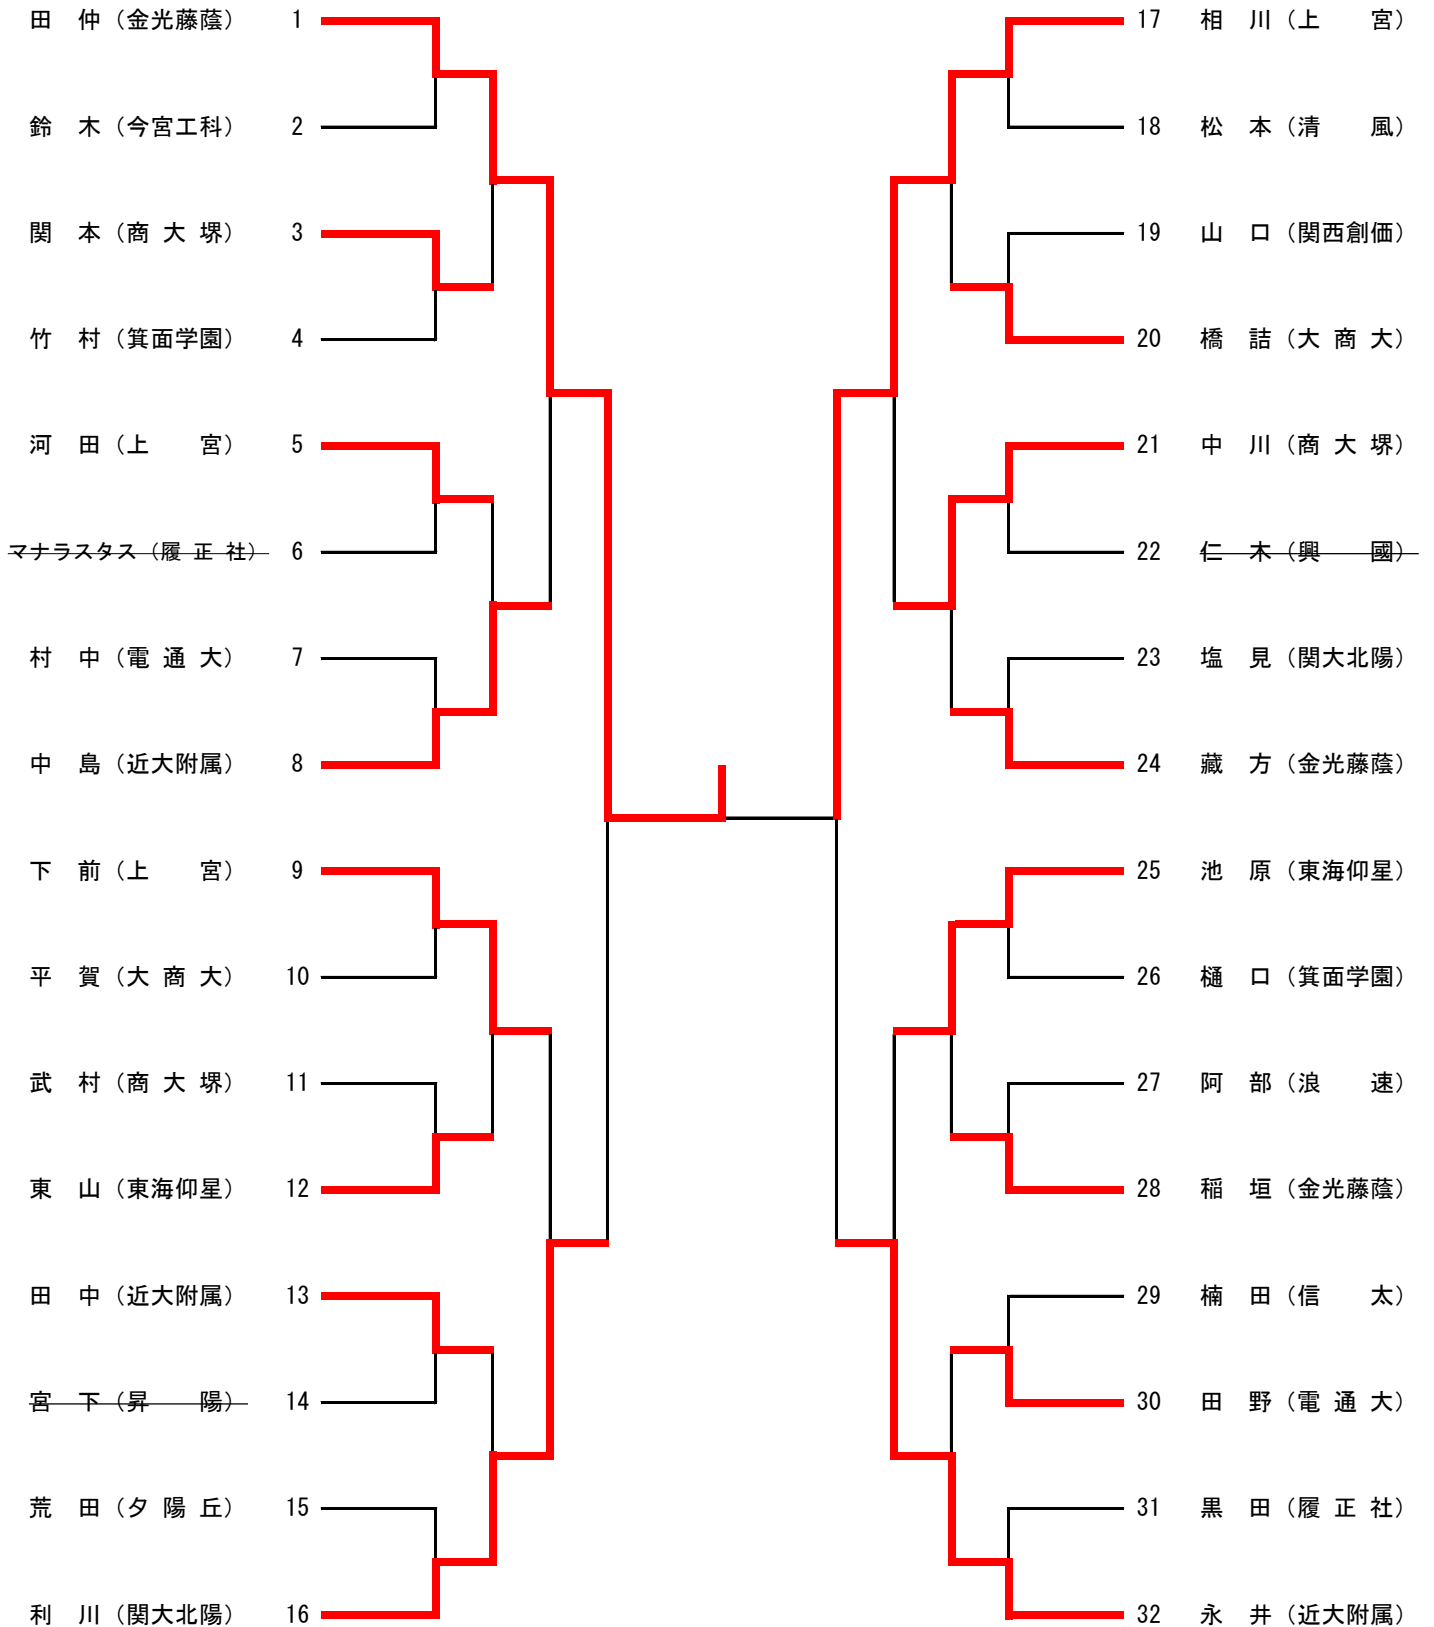 田　仲（金光藤蔭）　1
鈴　木（今宮工科）　2
関　本（商 大 堺）　3
竹　村（箕面学園）　4
河　田（上　　宮）　5
マナラスタス（履 正 社）　6
村　中（電 通 大）　7
中　島（近大附属）　8
下　前（上　　宮）　9
平　賀（大 商 大）　10
武　村（商 大 堺）　11
東　山（東海仰星）　12
田　中（近大附属）　13
宮　下（昇　　陽）　14
荒　田（夕 陽 丘）　15
利　川（関大北陽）　16
17　相　川（上　　宮）
18　松　本（清　　風）
19　山　口（関西創価）
20　橋　詰（大 商 大）
21　中　川（商 大 堺）
22　仁　木（興　　國）
23　塩　見（関大北陽）
24　藏　方（金光藤蔭）
25　池　原（東海仰星）
26　樋　口（箕面学園）
27　阿　部（浪　　速）
28　稲　垣（金光藤蔭）
29　楠　田（信　　太）
30　田　野（電 通 大）
31　黒　田（履 正 社）
32　永　井（近大附属）